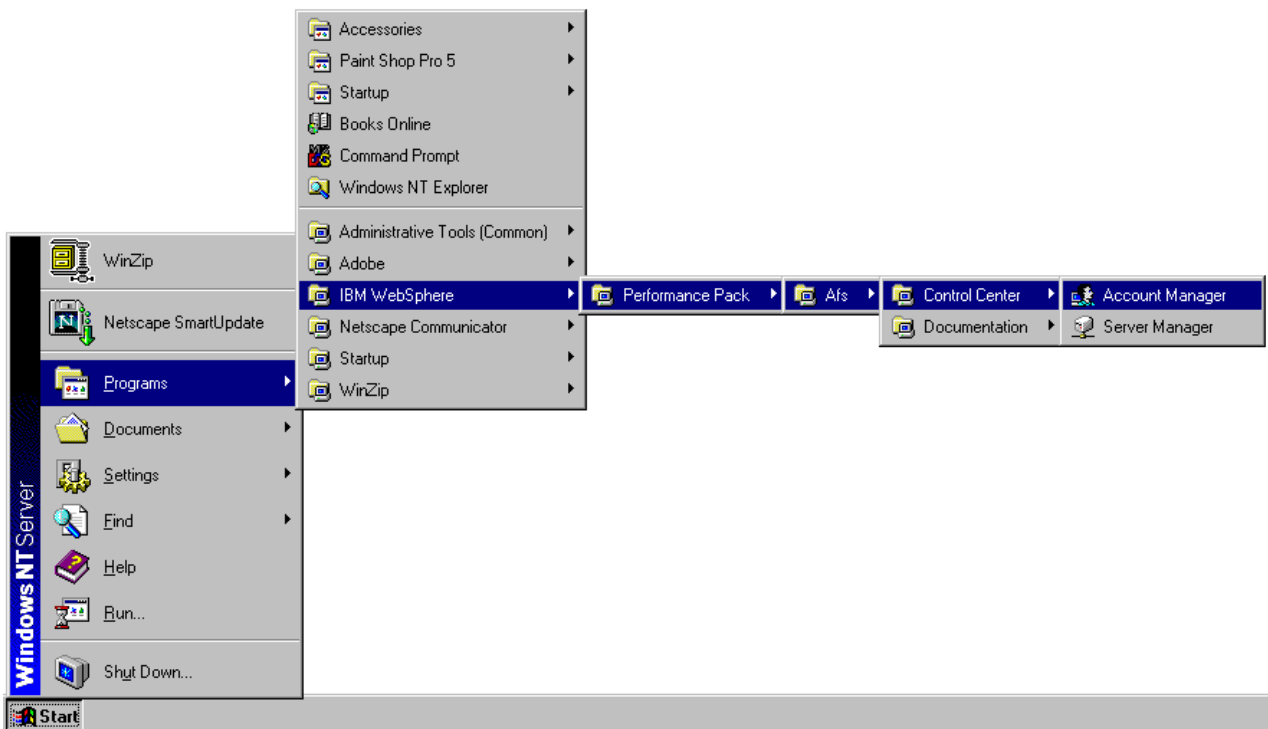 Accessories
Paint Shop Pro 5
Startup
Books Online
Command Prompt
Windows NT Explorer
Administrative Tools (Common)
Adobe
IBM WebSphere
Netscape Communicator
Startup
WinZip
Performance Pack
Afs
Control Center
Documentation
Account Manager
Server Manager
WinZip
Netscape SmartUpdate
Programs
Documents
Settings
Find
Help
Run...
Shut Down...
Windows NT Server
Start